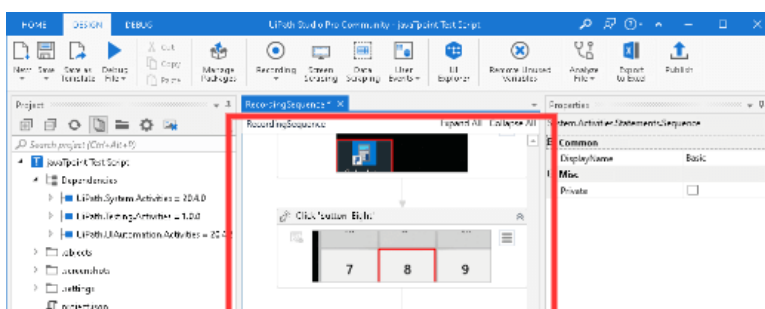 HOME DESIGN DEBUG UiPath Studio Pro Community - javaTpoint Test Script
New Save Save as Template Debug File Cut Copy Paste Manage Packages Recording Screen Scraping Data Scraping User Events UI Explorer Remove Unused Variables Analyze File Export to Excel Publish
Project RecordingSequence * X Properties
RecordingSequence Expand All Collapse All System.Activities.Statements.Sequence
Search project (Ctrl+Alt+P) Common
javaTpoint Test Script DisplayName Basic
Dependencies Misc
UiPath.System.Activities = 20.4.0 Private
UiPath.Testing.Activities = 1.0.0 Click 'button Eight'
UiPath.UIAutomation.Activities =
.objects
.screenshots 7 8 9
.settings
project.json